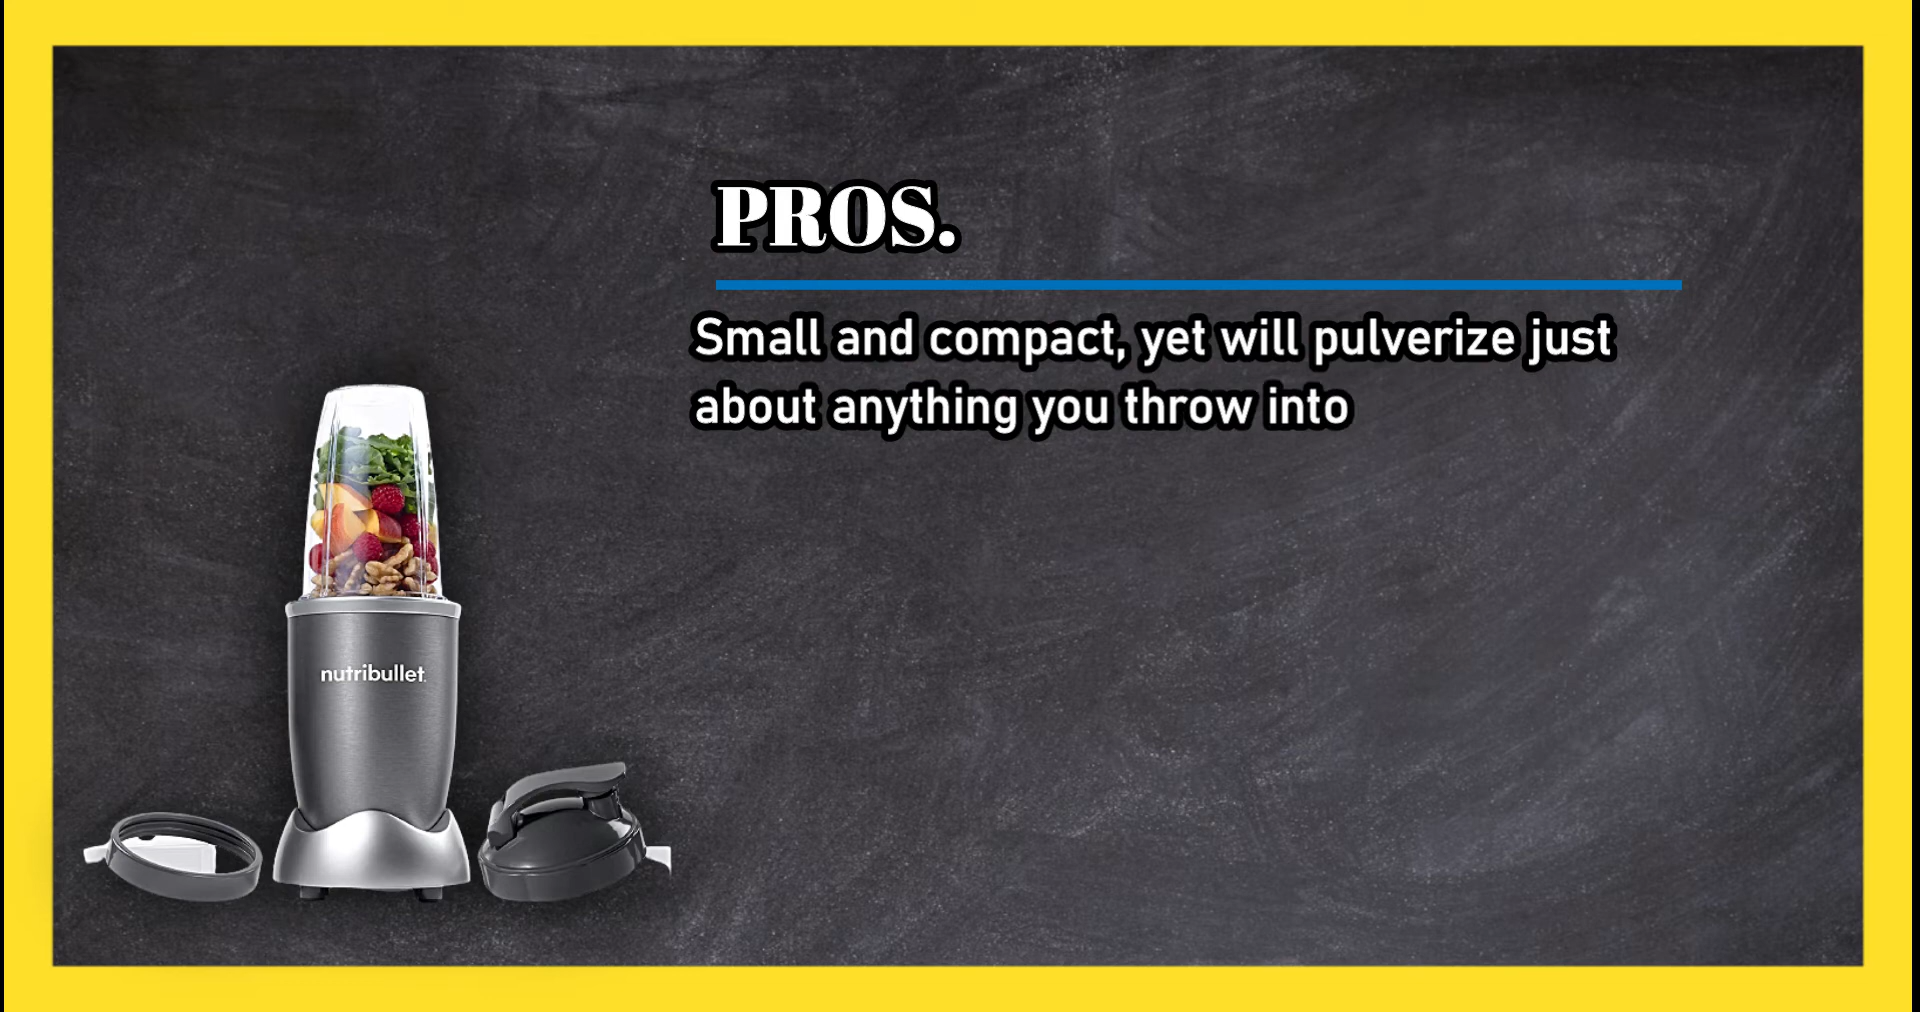 PROS.
Small and compact, yet will pulverize just
about anything you throw into
nutribullet